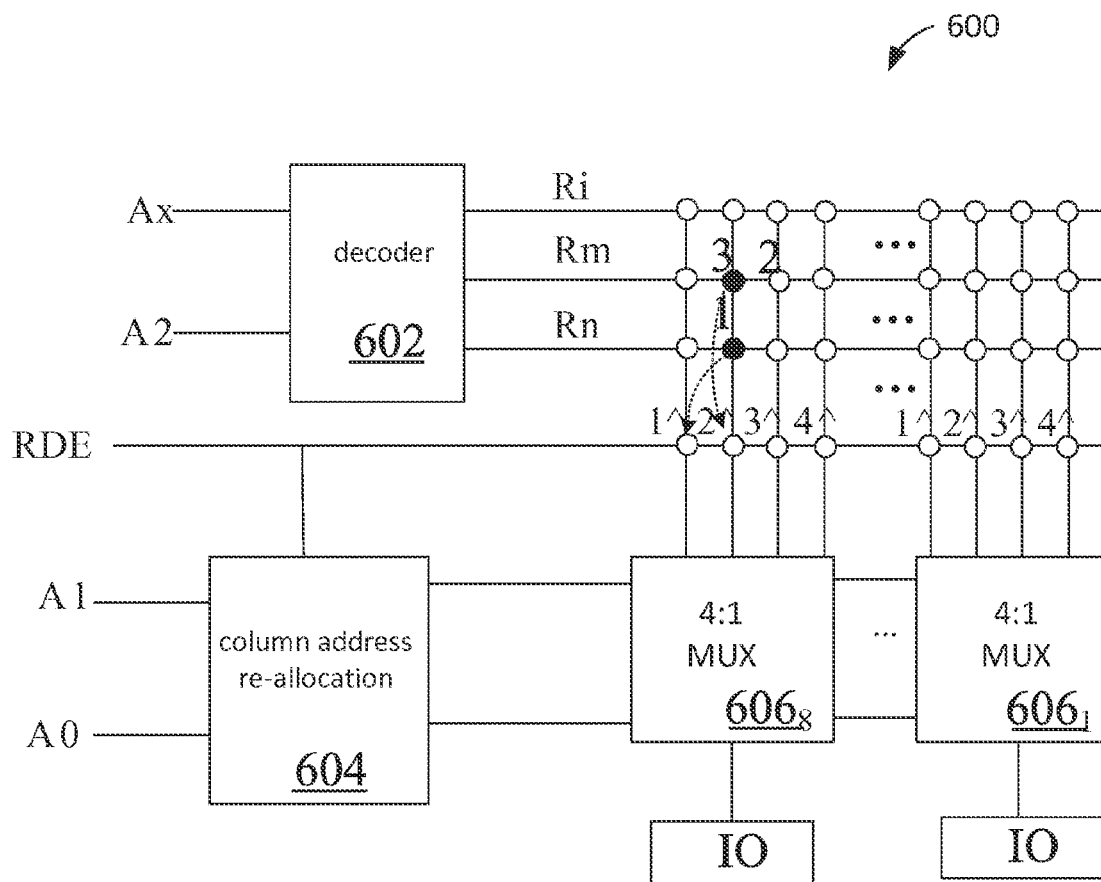 600
Ax
A2
decoder
602
Ri
Rm
Rn
3 2
1
...
...
...
RDE
1^ 2^ 3^ 4^
1^ 2^ 3^ 4^
A1
A0
column address
re-allocation
604
4:1
MUX
606₈
...
4:1
MUX
606₁
IO
IO